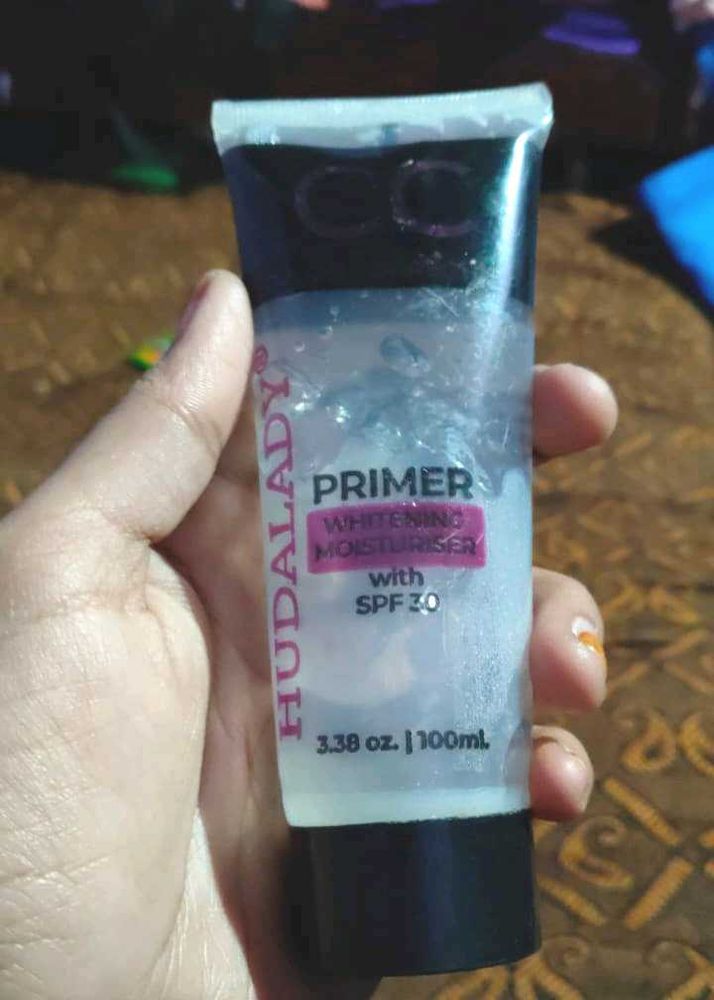 CC
HUDALADY®
PRIMER
WHITENING
MOISTURISER
with
SPF 30
3.38 oz. | 100ml.